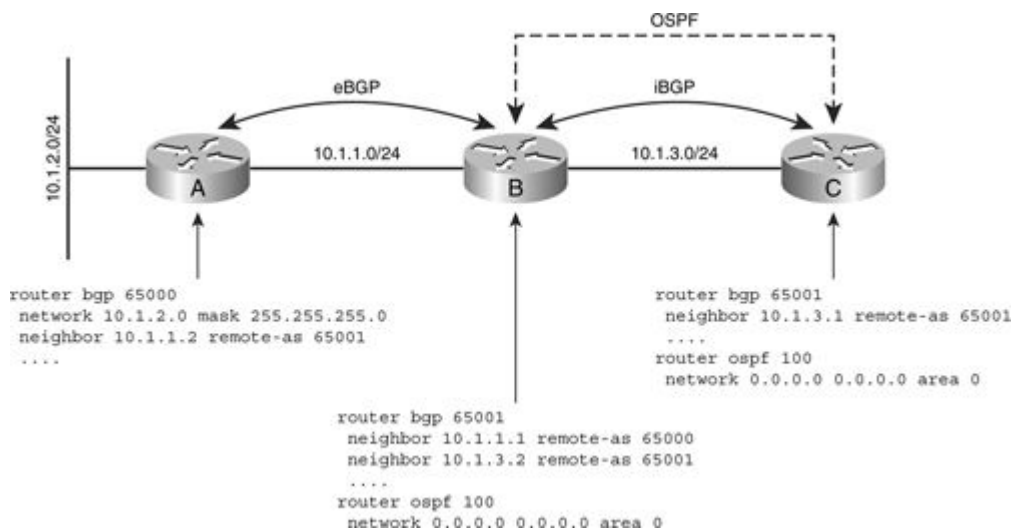 OSPF
eBGP
iBGP
10.1.2.0/24
10.1.1.0/24
10.1.3.0/24
A
B
C
router bgp 65000
network 10.1.2.0 mask 255.255.255.0
neighbor 10.1.1.2 remote-as 65001
....
router bgp 65001
neighbor 10.1.3.1 remote-as 65001
....
router ospf 100
network 0.0.0.0 0.0.0.0 area 0
router bgp 65001
neighbor 10.1.1.1 remote-as 65000
neighbor 10.1.3.2 remote-as 65001
....
router ospf 100
network 0.0.0.0 0.0.0.0 area 0